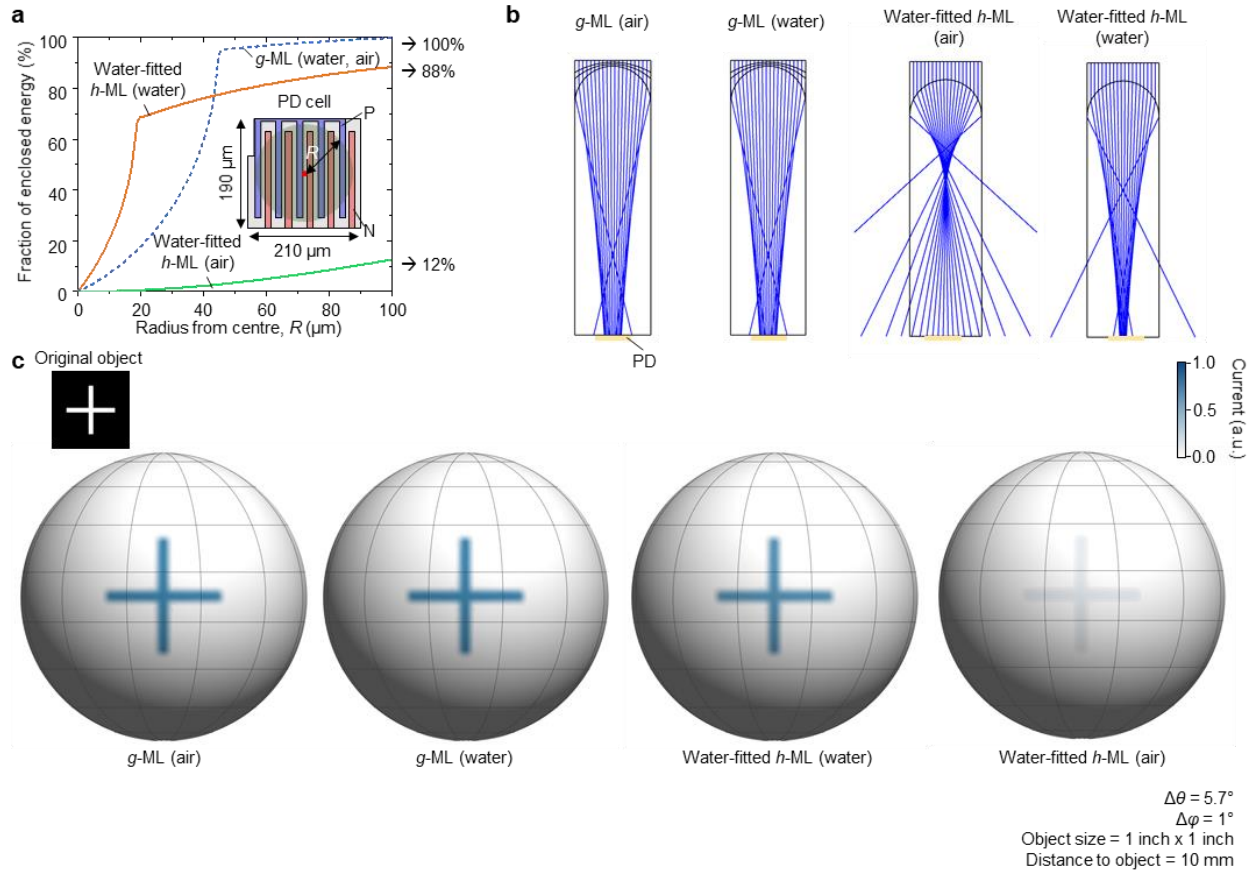 a
100
80
60
40
20
0
Fraction of enclosed energy (%)
0
20
40
60
80
100
Radius from centre, R (µm)
Water-fitted
h-ML (water)
g-ML (water, air)
Water-fitted
h-ML (air)
→ 100%
→ 88%
→ 12%
PD cell
P
N
R
190 µm
210 µm
b
g-ML (air)
g-ML (water)
Water-fitted h-ML
(air)
Water-fitted h-ML
(water)
PD
c
Original object
1.0
0.5
0.0
Current (a.u.)
g-ML (air)
g-ML (water)
Water-fitted h-ML (water)
Water-fitted h-ML (air)
Δθ = 5.7°
Δφ = 1°
Object size = 1 inch x 1 inch
Distance to object = 10 mm